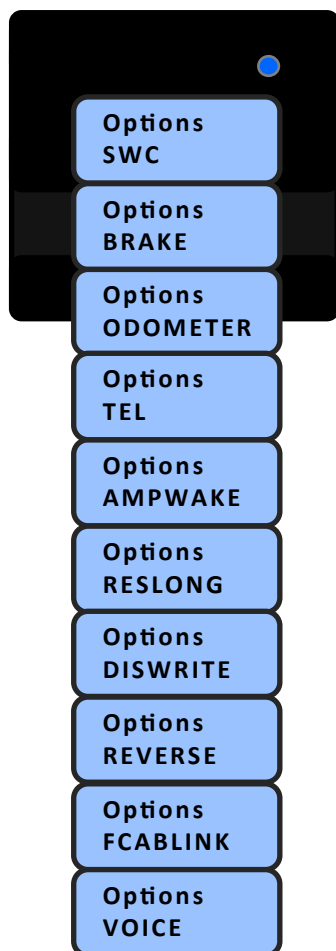 Options
SWC
Options
BRAKE
Options
ODOMETER
Options
TEL
Options
AMPWAKE
Options
RESLONG
Options
DISWRITE
Options
REVERSE
Options
FCABLINK
Options
VOICE